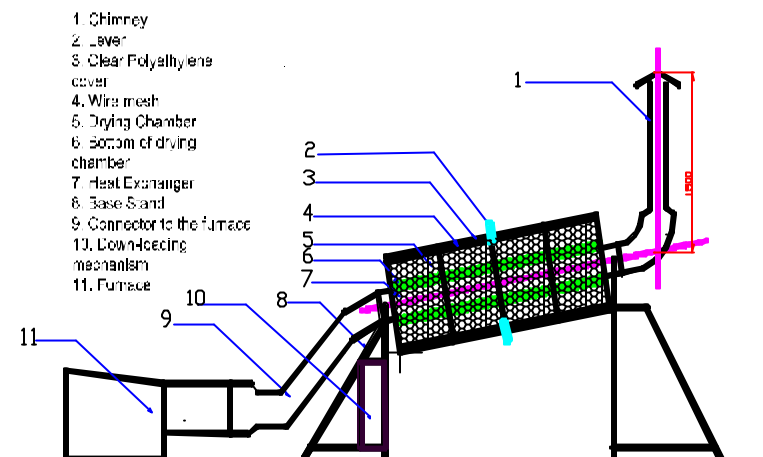 1. Chimney
2. Lever
3. Clear Polyethylene
cover
4. Wire mesh
5. Drying Chamber
6. Bottom of drying
chamber
7. Heat Exchanger
8. Base Stand
9. Connector to the furnace
10. Down-loading
mechanism
11. Furnace
1
2
3
4
5
6
7
8
9
10
11
1500